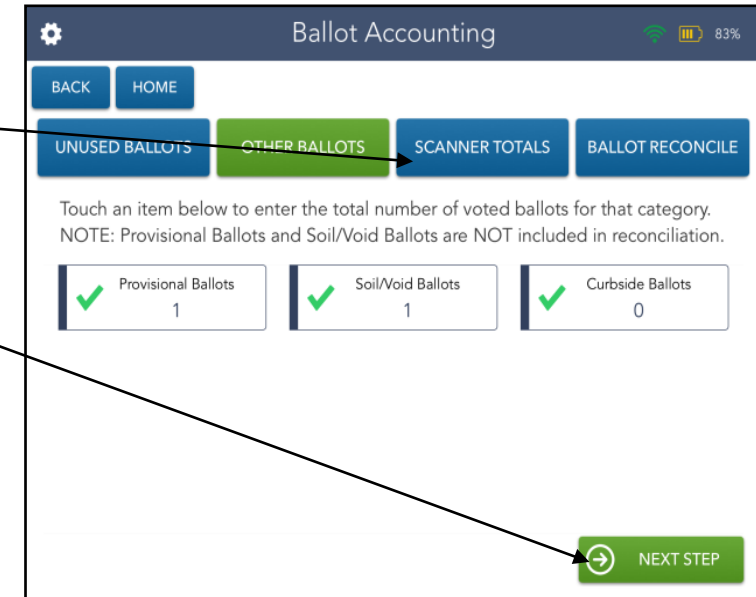 Ballot Accounting
83%
BACK
HOME
UNUSED BALLOTS
OTHER BALLOTS
SCANNER TOTALS
BALLOT RECONCILE
Touch an item below to enter the total number of voted ballots for that category.
NOTE: Provisional Ballots and Soil/Void Ballots are NOT included in reconciliation.
Provisional Ballots
1
Soil/Void Ballots
1
Curbside Ballots
0
NEXT STEP